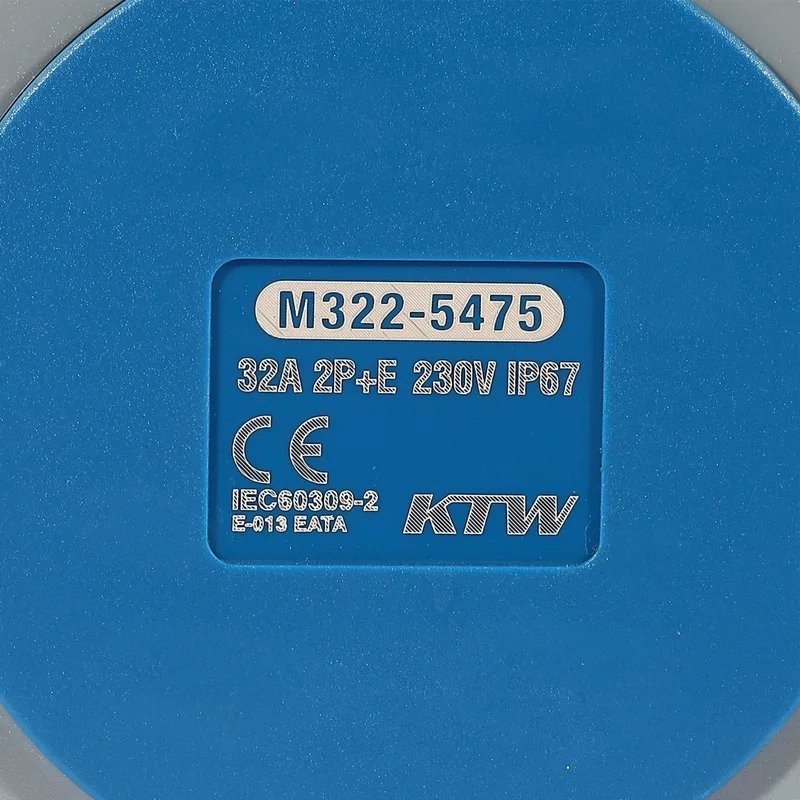 M322-5475
32A 2P+E 230V IP67
CE
IEC60309-2
E-013 EATA
KTW